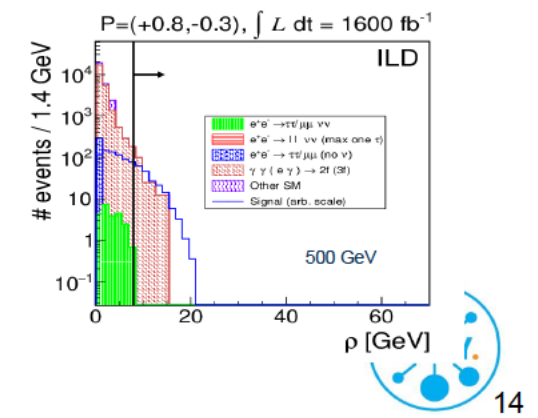 P=(+0.8,-0.3), ∫ L dt = 1600 fb⁻¹
ILD
# events / 1.4 GeV
10⁴
10³
10²
10
1
10⁻¹
e⁺e⁻ → ττ/μμ νν
e⁺e⁻ → l l νν (max one τ)
e⁺e⁻ → ττ/μμ (no ν)
γ γ ( e γ ) → 2f (3f)
Other SM
Signal (arb. scale)
500 GeV
0 20 40 60
ρ [GeV]
14